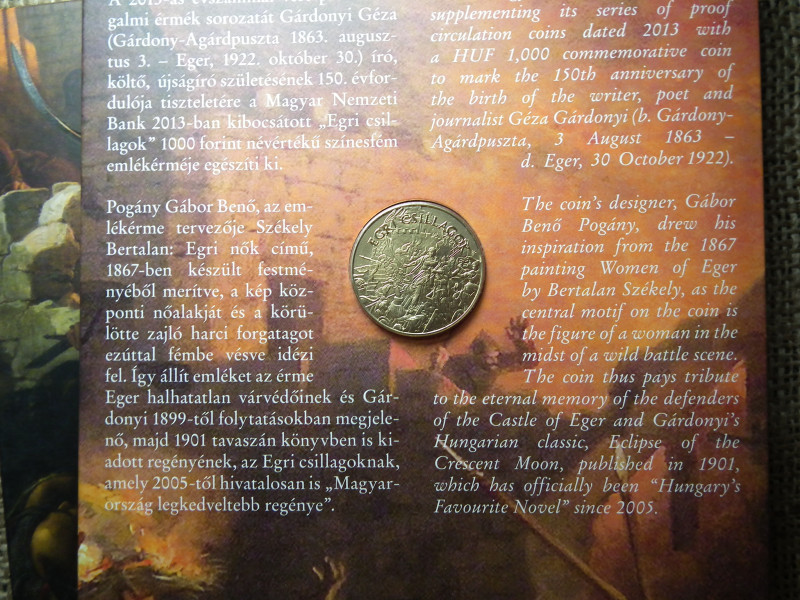 galmi érmék sorozatát Gárdonyi Géza
(Gárdony-Agárdpuszta 1863. augusz-
tus 3. – Eger, 1922. október 30.) író,
költő, újságíró születésének 150. évfor-
dulója tiszteletére a Magyar Nemzeti
Bank 2013-ban kibocsátott „Egri csil-
lagok” 1000 forint névértékű színesfém
emlékérméje egészíti ki.
Pogány Gábor Benő, az em-
lékérme tervezője Székely
Bertalan: Egri nők című,
1867-ben készült festmé-
nyéből merítve, a kép köz-
ponti nőalakját és a körü-
lötte zajló harci forgatagot
ezúttal fémbe vésve idézi
fel. Így állít emléket az érme
Eger halhatatlan várvédőinek és Gár-
donyi 1899-től folytatásokban megjele-
nő, majd 1901 tavaszán könyvben is ki-
adott regényének, az Egri csillagoknak,
amely 2005-től hivatalosan is „Magyar-
ország legkedveltebb regénye”.
EGRI CSILLAGOK
supplementing its series of proof
circulation coins dated 2013 with
a HUF 1,000 commemorative coin
to mark the 150th anniversary of
the birth of the writer, poet and
journalist Géza Gárdonyi (b. Gárdony-
Agárdpuszta, 3 August 1863 –
d. Eger, 30 October 1922).
The coin's designer, Gábor
Benő Pogány, drew his
inspiration from the 1867
painting Women of Eger
by Bertalan Székely, as the
central motif on the coin is
the figure of a woman in the
midst of a wild battle scene.
The coin thus pays tribute
to the eternal memory of the defenders
of the Castle of Eger and Gárdonyi's
Hungarian classic, Eclipse of the
Crescent Moon, published in 1901,
which has officially been “Hungary's
Favourite Novel” since 2005.